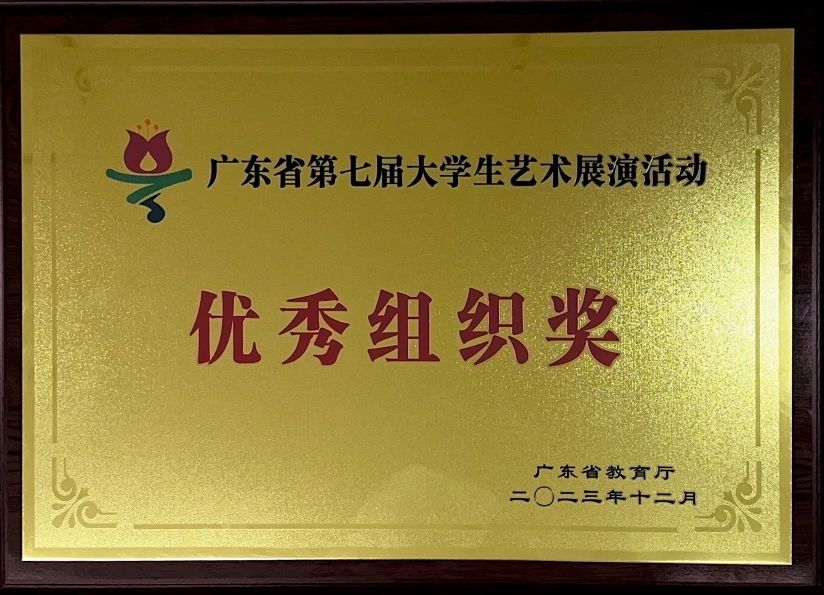 广东省第七届大学生艺术展演活动
优秀组织奖
广东省教育厅
二〇二三年十二月